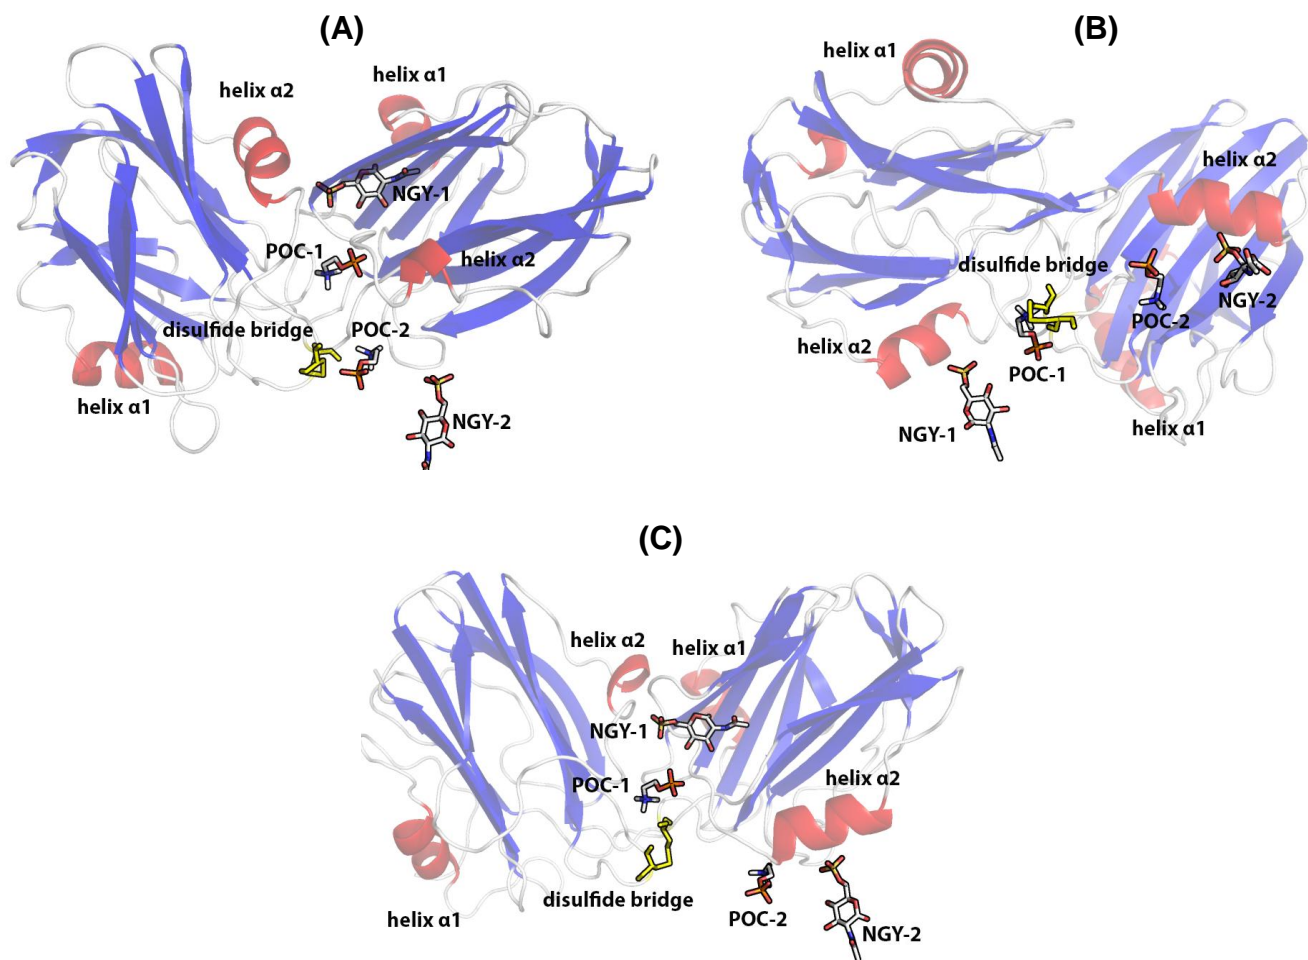 (A)
helix α1
helix α2
NGY-1
POC-1
helix α2
disulfide bridge
POC-2
helix α1
NGY-2
(B)
helix α1
helix α2
disulfide bridge
NGY-2
POC-2
helix α2
POC-1
NGY-1
helix α1
(C)
helix α2
helix α1
NGY-1
POC-1
helix α2
disulfide bridge
helix α1
POC-2
NGY-2